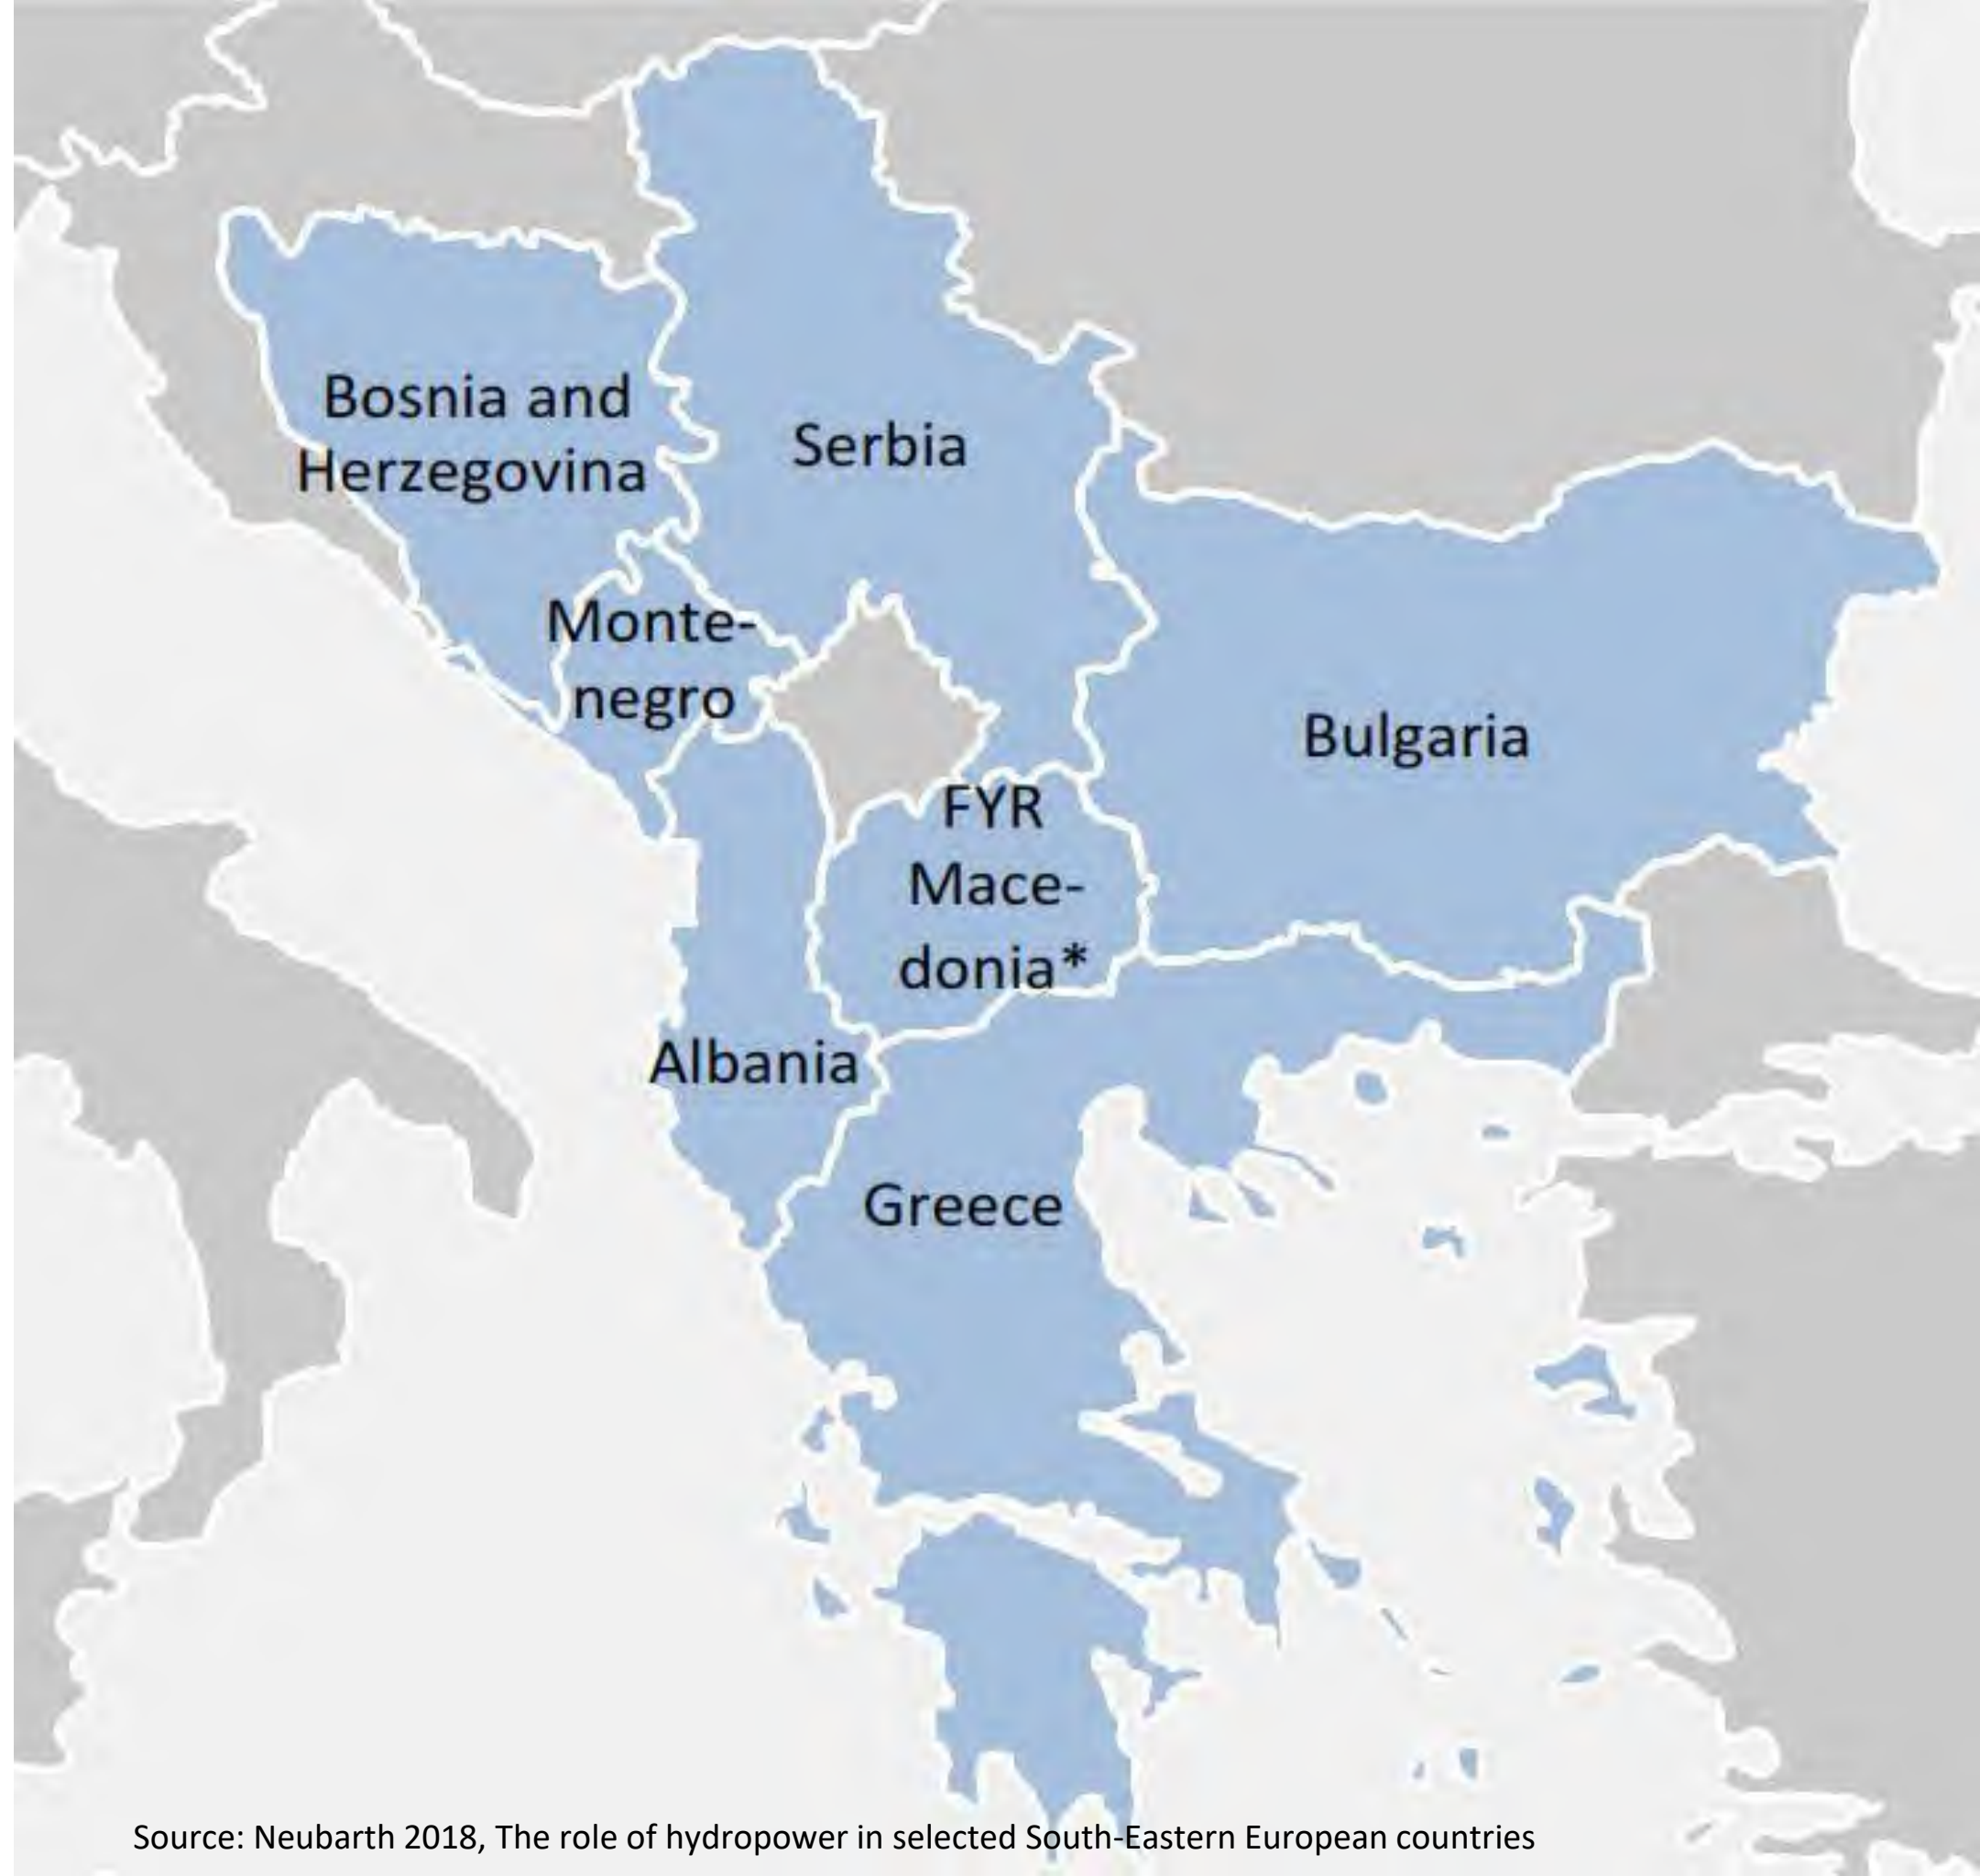 Bosnia and
Herzegovina
Serbia
Monte-
negro
Bulgaria
FYR
Mace-
donia*
Albania
Greece
Source: Neubarth 2018, The role of hydropower in selected South-Eastern European countries